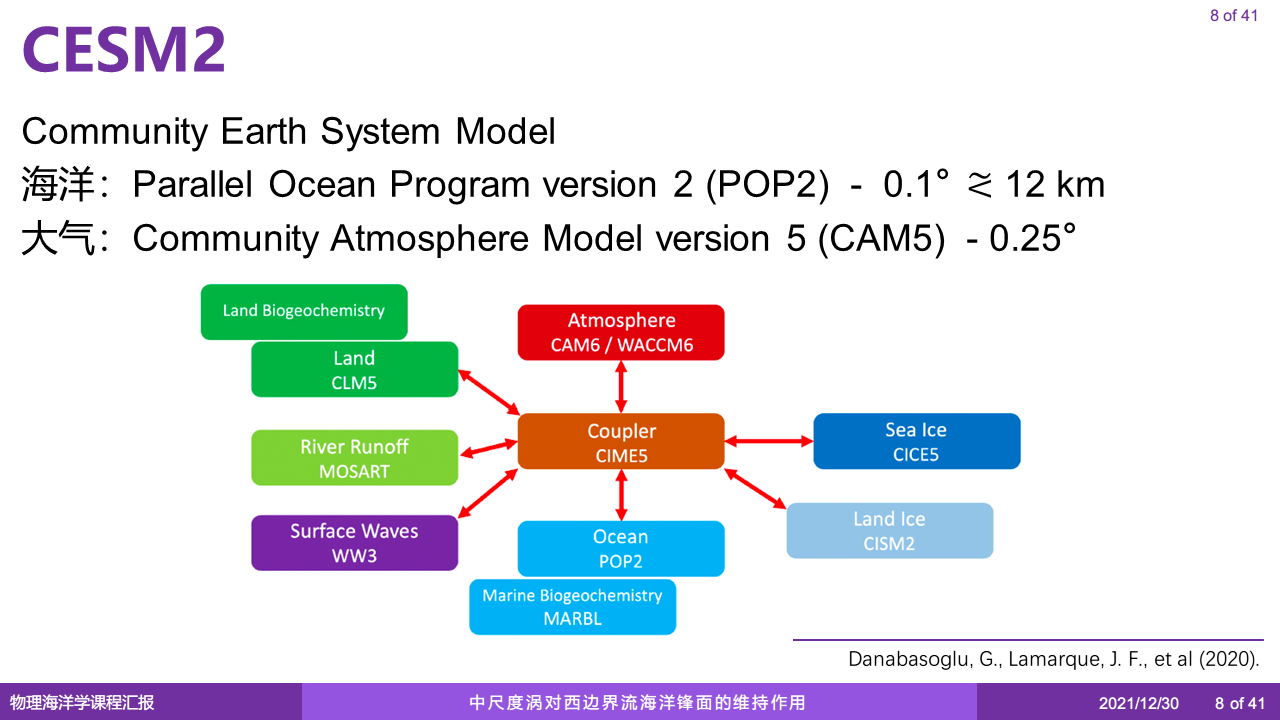 8 of 41
CESM2
Community Earth System Model
海洋：Parallel Ocean Program version 2 (POP2) - 0.1° ⪅ 12 km
大气：Community Atmosphere Model version 5 (CAM5) - 0.25°
Land Biogeochemistry
Land
CLM5
Atmosphere
CAM6 / WACCM6
River Runoff
MOSART
Coupler
CIME5
Sea Ice
CICE5
Surface Waves
WW3
Ocean
POP2
Land Ice
CISM2
Marine Biogeochemistry
MARBL
Danabasoglu, G., Lamarque, J. F., et al (2020).
物理海洋学课程汇报
中尺度涡对西边界流海洋锋面的维持作用
2021/12/30 8 of 41